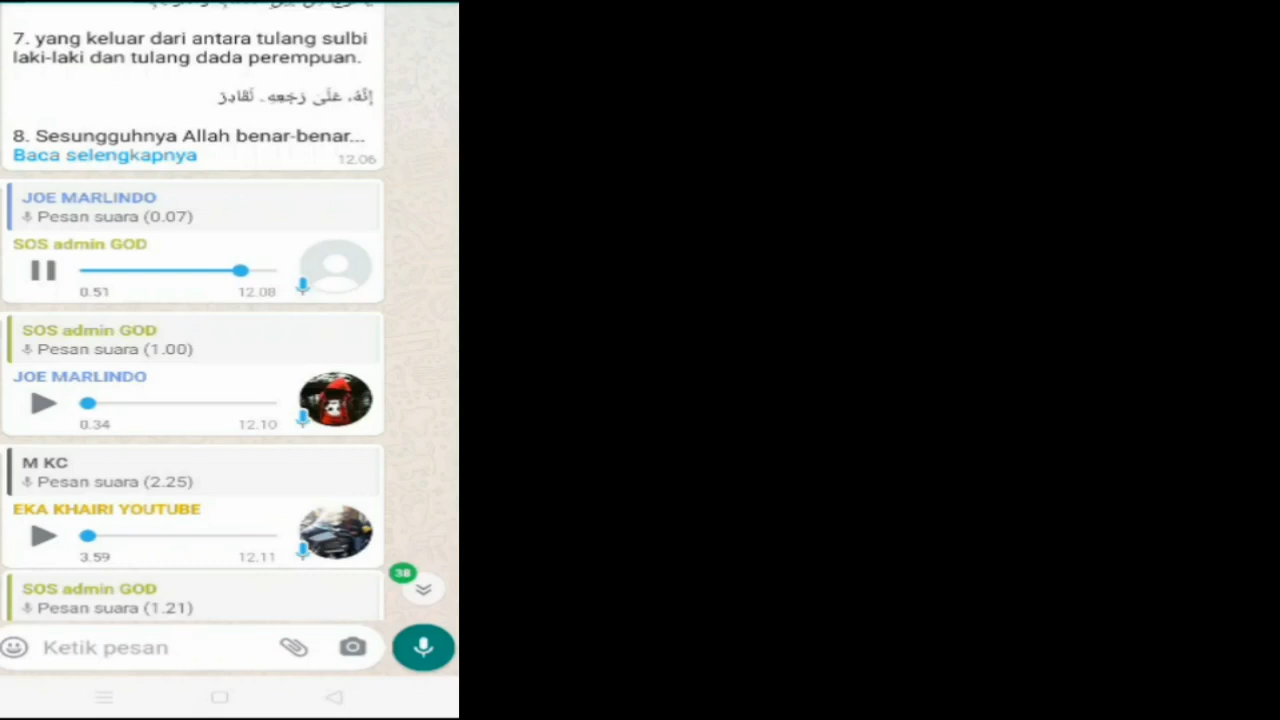 7. yang keluar dari antara tulang sulbi
laki-laki dan tulang dada perempuan.
إِنَّهُۥ عَلَىٰ رَجْعِهِۦ لَقَادِرٌ
8. Sesungguhnya Allah benar-benar...
Baca selengkapnya
12.06
JOE MARLINDO
Pesan suara (0.07)
SOS admin GOD
0.51 12.08
SOS admin GOD
Pesan suara (1.00)
JOE MARLINDO
0.34 12.10
M KC
Pesan suara (2.25)
EKA KHAIRI YOUTUBE
3.59 12.11
38
SOS admin GOD
Pesan suara (1.21)
Ketik pesan